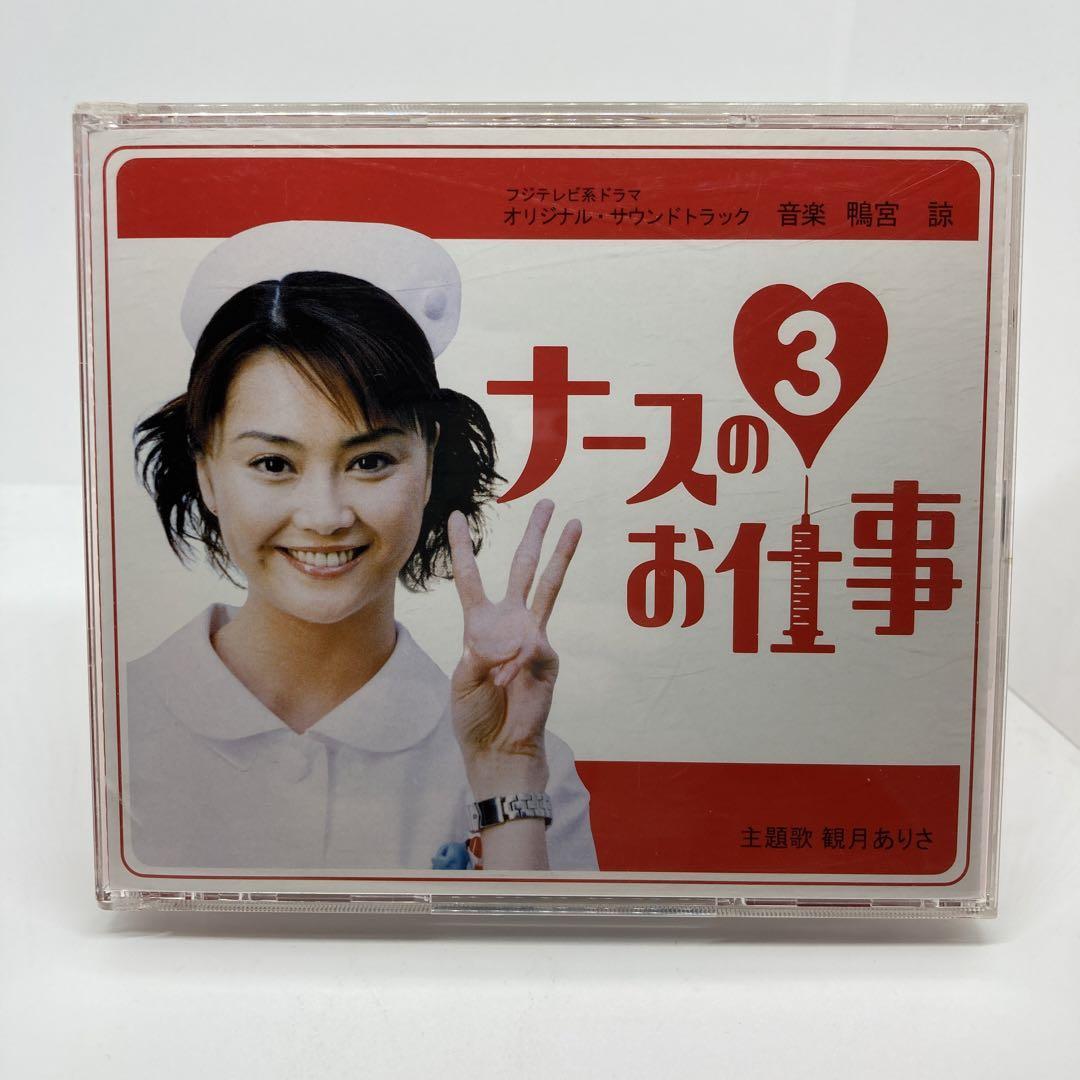 フジテレビ系ドラマ
オリジナル・サウンドトラック 音楽 鴨宮 諒
ナースの3
お仕事
主題歌 観月ありさ